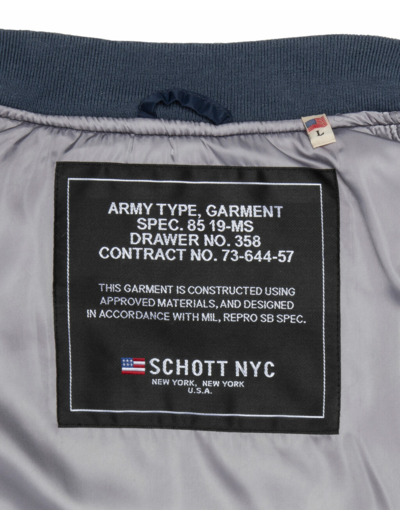 L
ARMY TYPE, GARMENT
SPEC. 85 19-MS
DRAWER NO. 358
CONTRACT NO. 73-644-57
THIS GARMENT IS CONSTRUCTED USING
APPROVED MATERIALS, AND DESIGNED
IN ACCORDANCE WITH MIL, REPRO SB SPEC.
SCHOTT NYC
NEW YORK, NEW YORK
U.S.A.